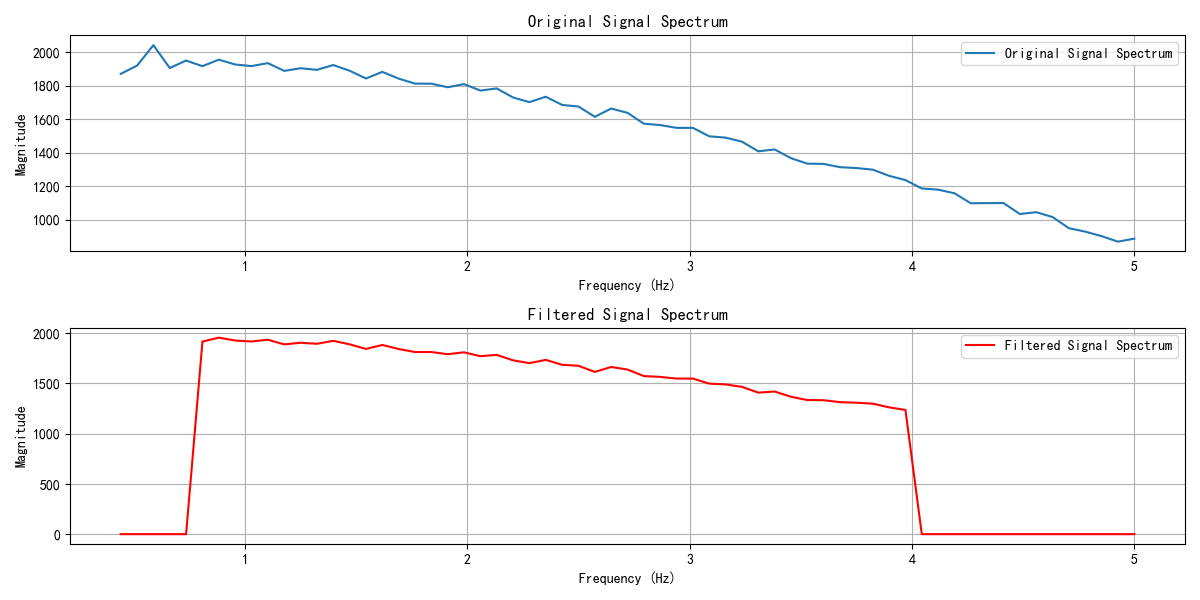 Original Signal Spectrum
Original Signal Spectrum
2000
1800
1600
1400
1200
1000
Magnitude
1 2 3 4 5
Frequency (Hz)
Filtered Signal Spectrum
Filtered Signal Spectrum
2000
1500
1000
500
0
Magnitude
1 2 3 4 5
Frequency (Hz)